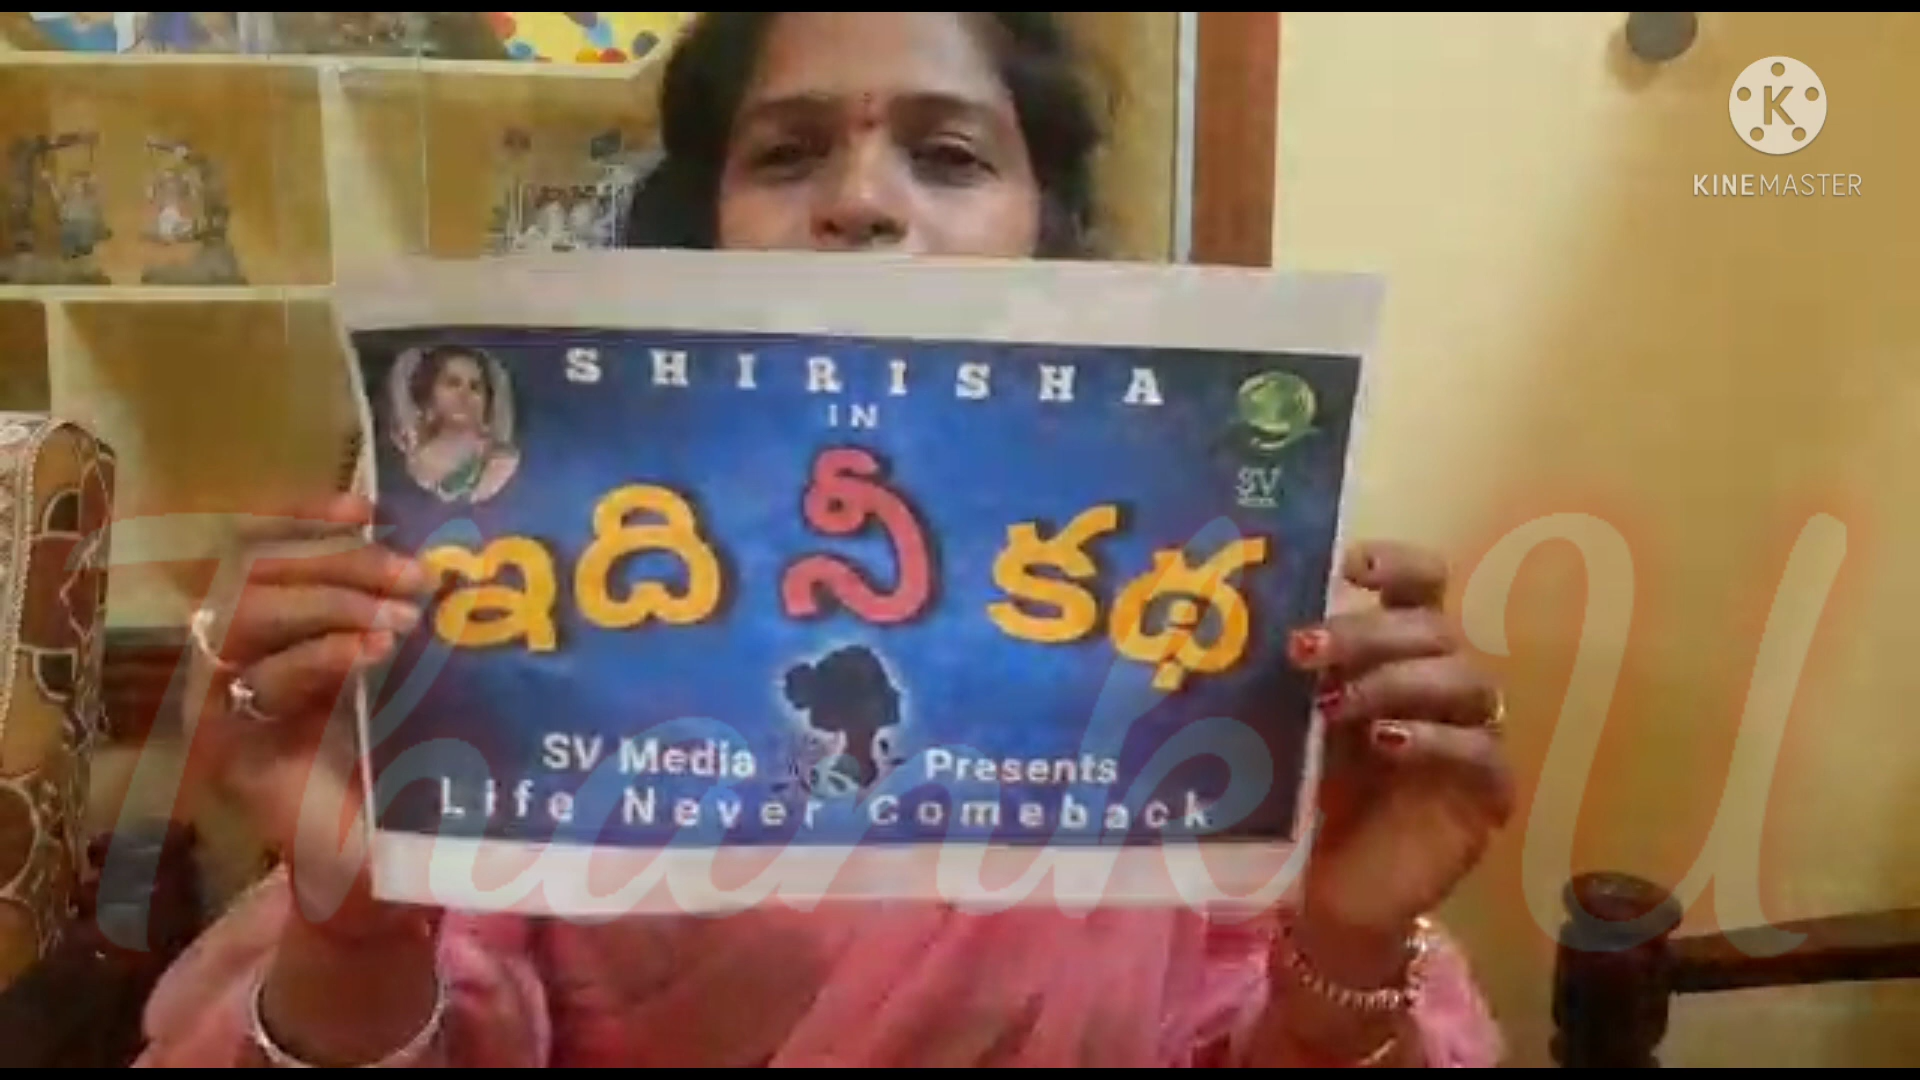 KINEMASTER
SHIRISHA
IN
SV
ఇది నీ కథ
SV Media Presents
Life Never Comeback
Thank U